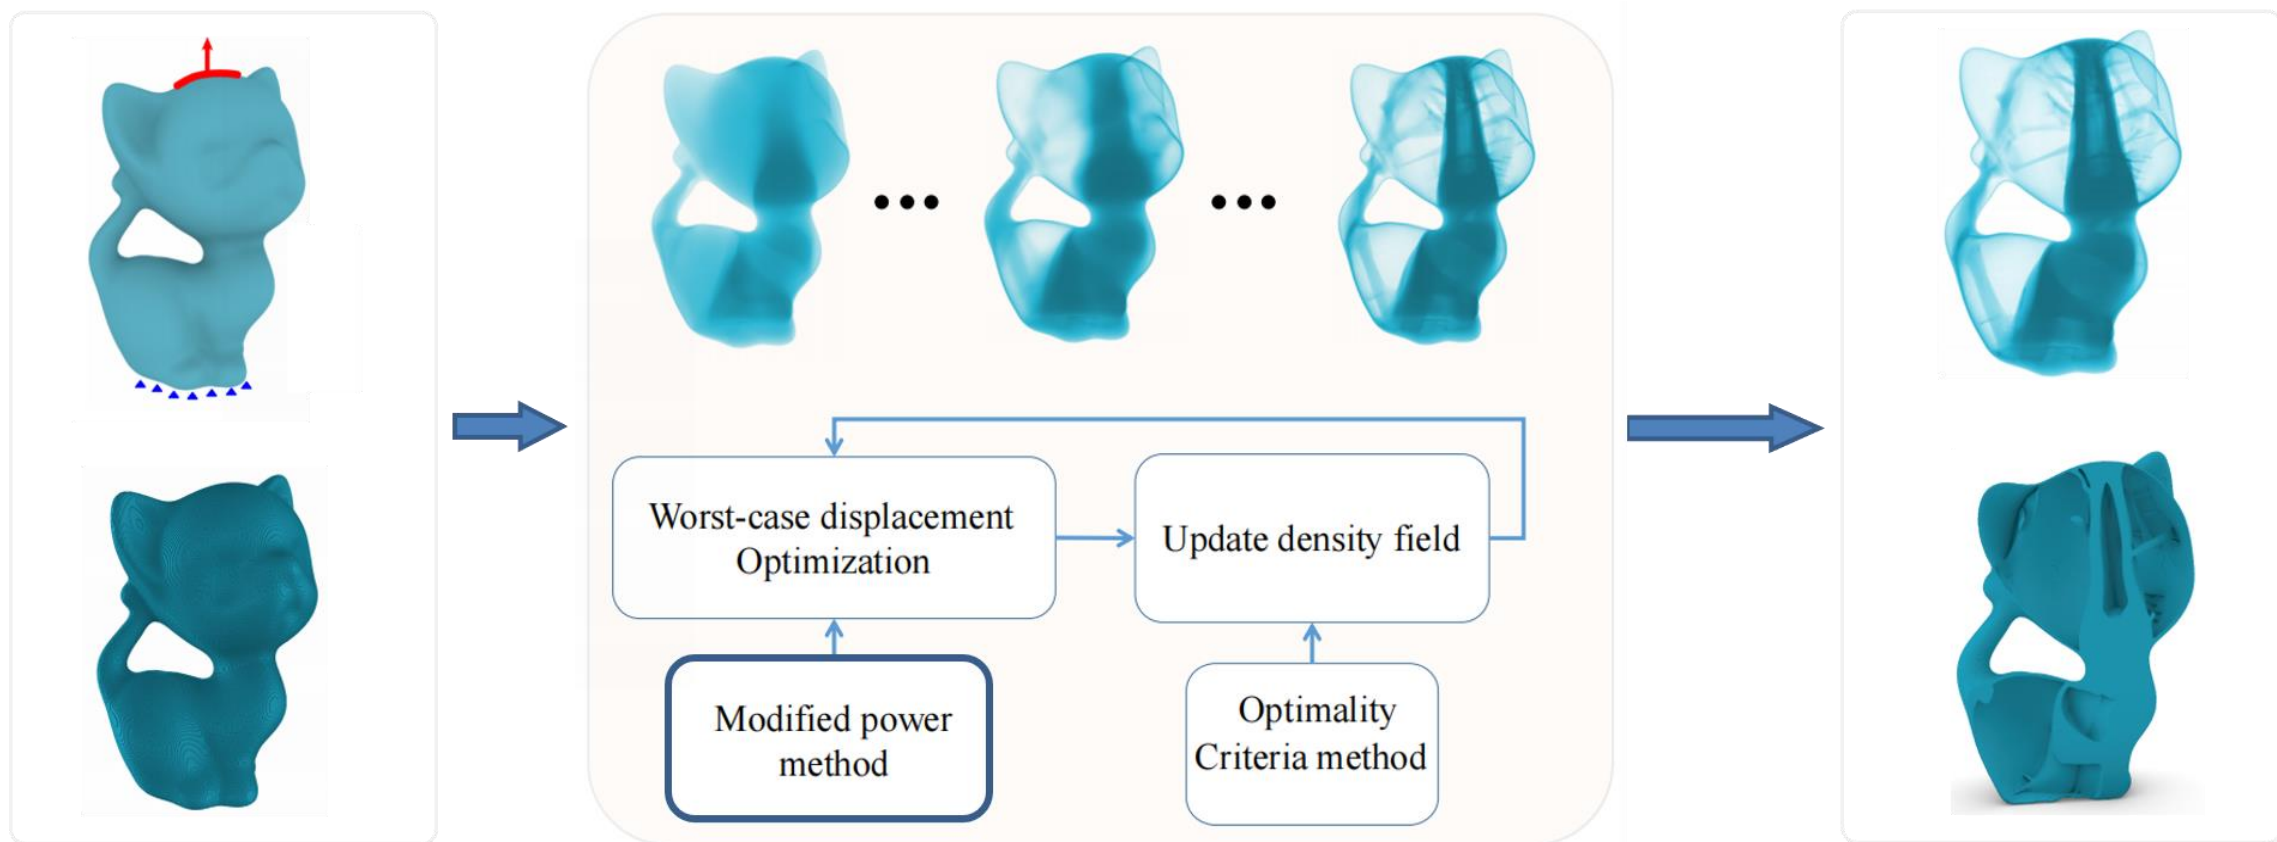 Worst-case displacement
Optimization
Update density field
Modified power
method
Optimality
Criteria method